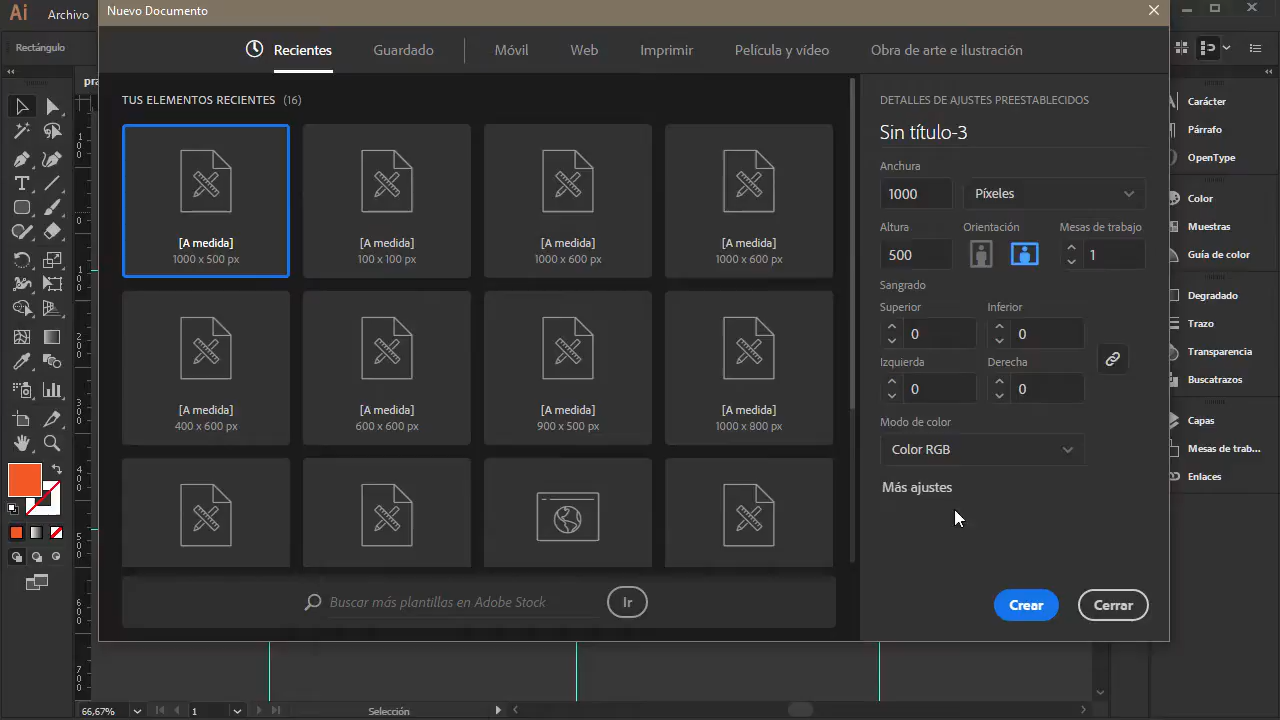 Ai
Archivo
Nuevo Documento
Rectángulo
Recientes
Guardado
Móvil
Web
Imprimir
Película y vídeo
Obra de arte e ilustración
TUS ELEMENTOS RECIENTES (16)
[A medida]
1000 x 500 px
[A medida]
100 x 100 px
[A medida]
1000 x 600 px
[A medida]
1000 x 600 px
[A medida]
400 x 600 px
[A medida]
600 x 600 px
[A medida]
900 x 500 px
[A medida]
1000 x 800 px
Buscar más plantillas en Adobe Stock
Ir
DETALLES DE AJUSTES PREESTABLECIDOS
Sin título-3
Anchura
1000
Píxeles
Altura
Orientación
Mesas de trabajo
500
1
Sangrado
Superior
Inferior
0
0
Izquierda
Derecha
0
0
Modo de color
Color RGB
Más ajustes
Crear
Cerrar
Carácter
Párrafo
OpenType
Color
Muestras
Guía de color
Degradado
Trazo
Transparencia
Buscatrazos
Capas
Mesas de trab...
Enlaces
66,67%
1
Selección